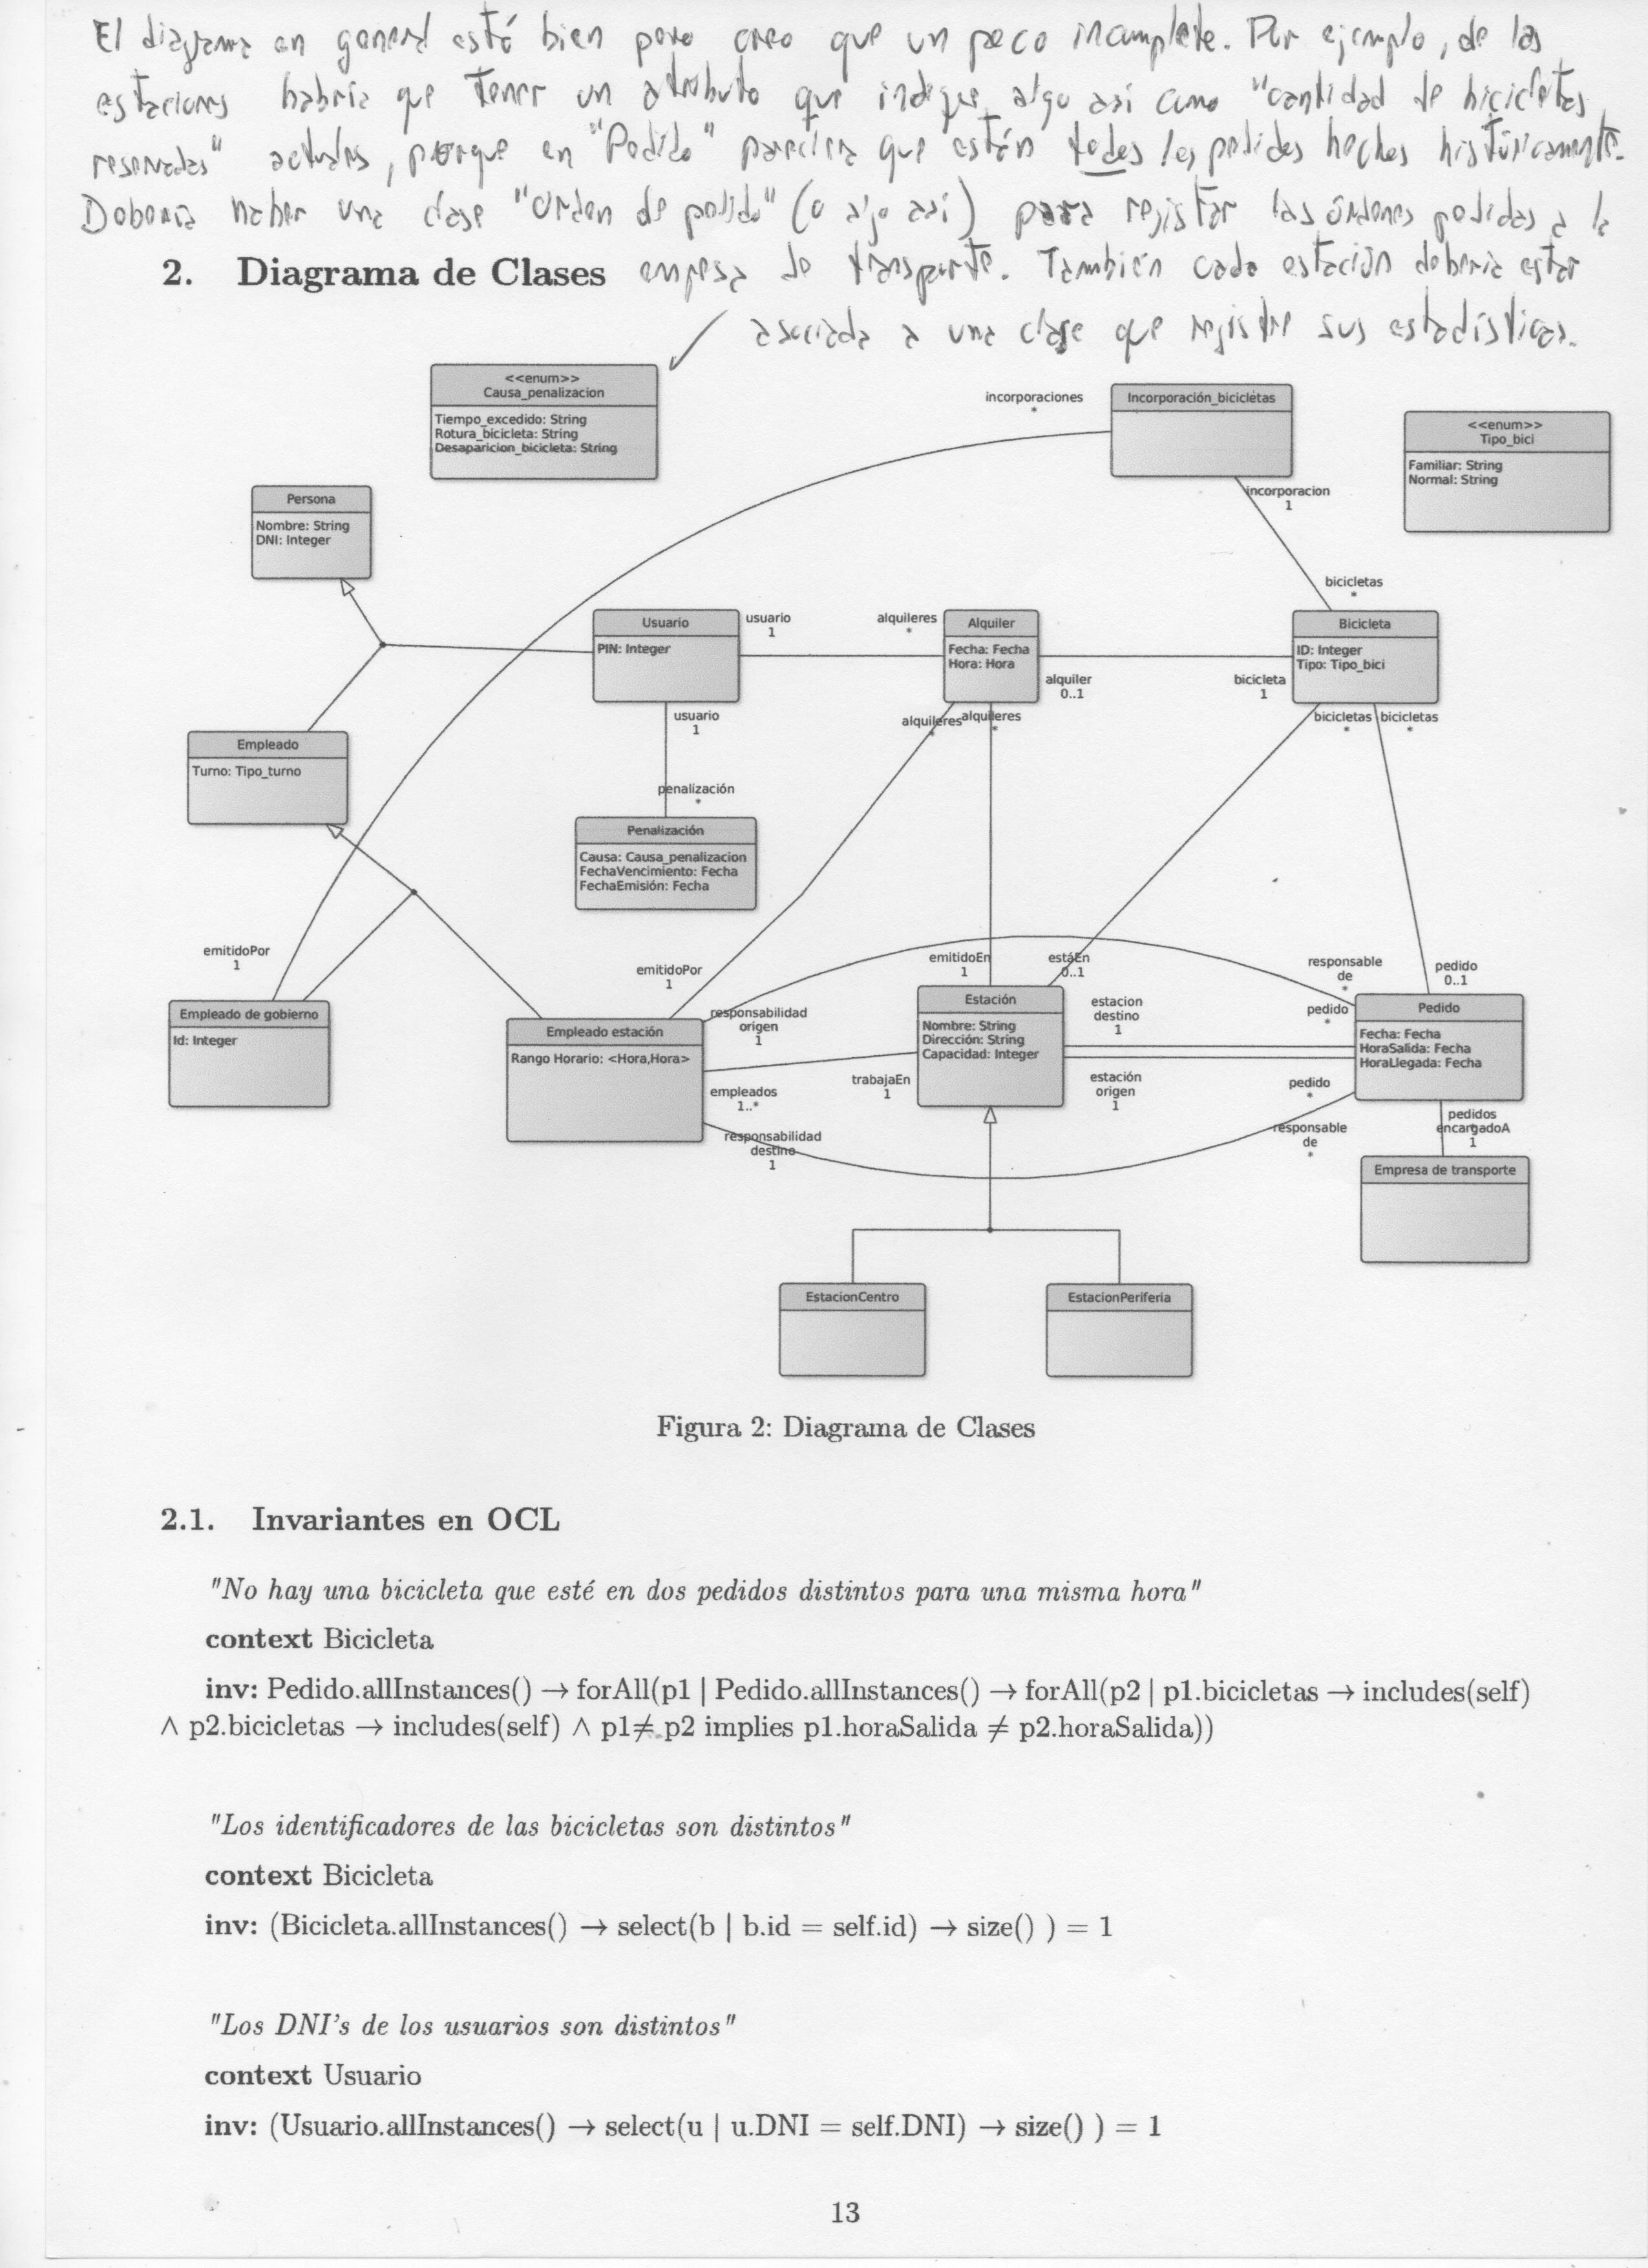 El diagrama en general está bien pero creo que un poco incompleto. Por ejemplo, de las
estaciones habría que tener un atributo que indique algo así como "cantidad de bicicletas
reservadas" actuales, porque en "Pedido" pareciera que están todos los pedidos hechos históricamente.
Debería haber una clase "Orden de pedido" (o algo así) para registar las órdenes pedidas a la
empresa de transporte. También cada estación debería estar
asociada a una clase que registre sus estadísticas.
2. Diagrama de Clases
<<enum>>
Causa_penalizacion
Tiempo_excedido: String
Rotura_bicicleta: String
Desaparicion_bicicleta: String
incorporaciones
*
Incorporación_bicicletas
<<enum>>
Tipo_bici
Familiar: String
Normal: String
incorporacion
1
Persona
Nombre: String
DNI: Integer
bicicletas
*
Usuario
PIN: Integer
usuario
1
alquileres
*
Alquiler
Fecha: Fecha
Hora: Hora
alquiler
0..1
bicicleta
1
Bicicleta
ID: Integer
Tipo: Tipo_bici
usuario
1
alquileres
*
alquileres
*
bicicletas
*
bicicletas
*
Empleado
Turno: Tipo_turno
penalización
*
Penalización
Causa: Causa_penalizacion
FechaVencimiento: Fecha
FechaEmisión: Fecha
emitidoPor
1
emitidoPor
1
emitidoEn
1
estáEn
0..1
responsable
de
*
pedido
0..1
Empleado de gobierno
Id: Integer
Empleado estación
Rango Horario: <Hora,Hora>
responsabilidad
origen
1
Estación
Nombre: String
Dirección: String
Capacidad: Integer
estacion
destino
1
pedido
*
Pedido
Fecha: Fecha
HoraSalida: Fecha
HoraLlegada: Fecha
empleados
1..*
trabajaEn
1
estación
origen
1
pedido
*
responsabilidad
destino
1
responsable
de
*
pedidos
encargadoA
1
Empresa de transporte
EstacionCentro
EstacionPeriferia
Figura 2: Diagrama de Clases
2.1. Invariantes en OCL
"No hay una bicicleta que esté en dos pedidos distintos para una misma hora"
context Bicicleta
inv: Pedido.allInstances() → forAll(p1 | Pedido.allInstances() → forAll(p2 | p1.bicicletas → includes(self)
∧ p2.bicicletas → includes(self) ∧ p1≠ p2 implies p1.horaSalida ≠ p2.horaSalida))
"Los identificadores de las bicicletas son distintos"
context Bicicleta
inv: (Bicicleta.allInstances() → select(b | b.id = self.id) → size() ) = 1
"Los DNI's de los usuarios son distintos"
context Usuario
inv: (Usuario.allInstances() → select(u | u.DNI = self.DNI) → size() ) = 1
13